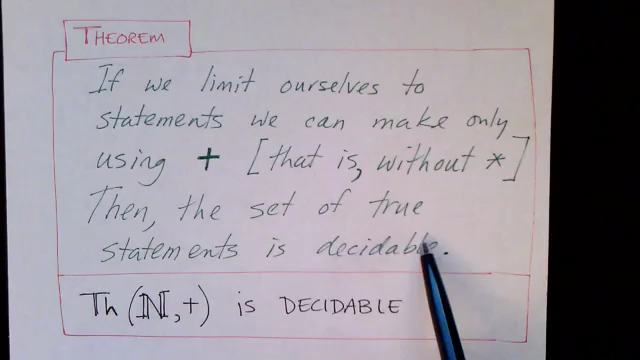 THEOREM
If we limit ourselves to
statements we can make only
using + [that is, without *]
Then, the set of true
statements is decidable.
Th (ℕ, +) is DECIDABLE